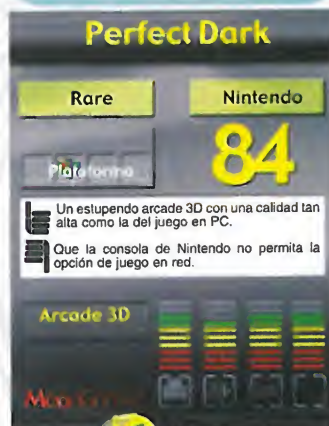 Perfect Dark
Rare
Nintendo
Plataforma
84
Un estupendo arcade 3D con una calidad tan
alta como la del juego en PC.
Que la consola de Nintendo no permita la
opción de juego en red.
Arcade 3D